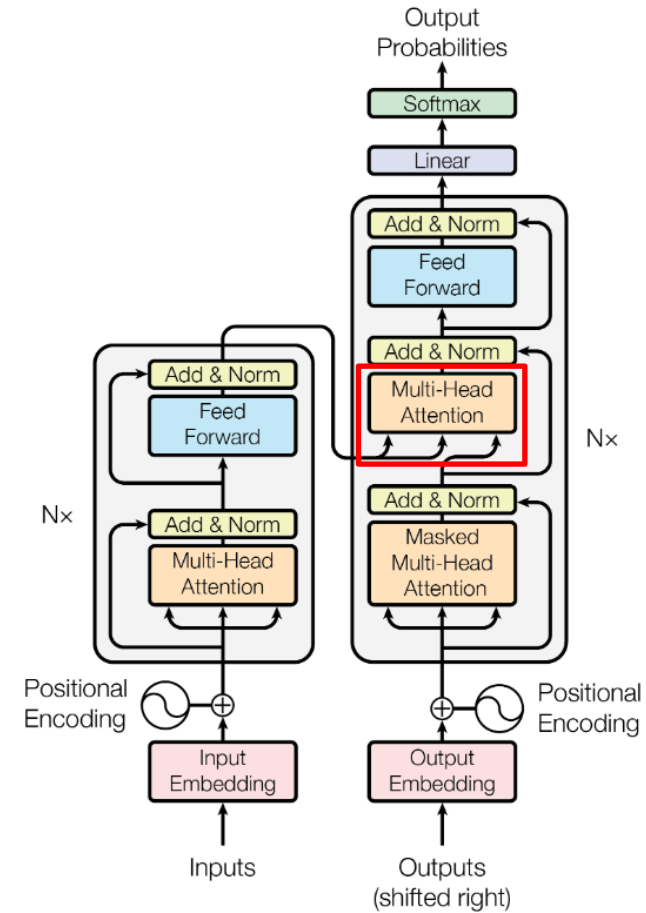 Output
Probabilities
Softmax
Linear
Add & Norm
Feed
Forward
Add & Norm
Multi-Head
Attention
Nx
Add & Norm
Masked
Multi-Head
Attention
Positional
Encoding
Output
Embedding
Outputs
(shifted right)
Add & Norm
Feed
Forward
Nx
Add & Norm
Multi-Head
Attention
Positional
Encoding
Input
Embedding
Inputs